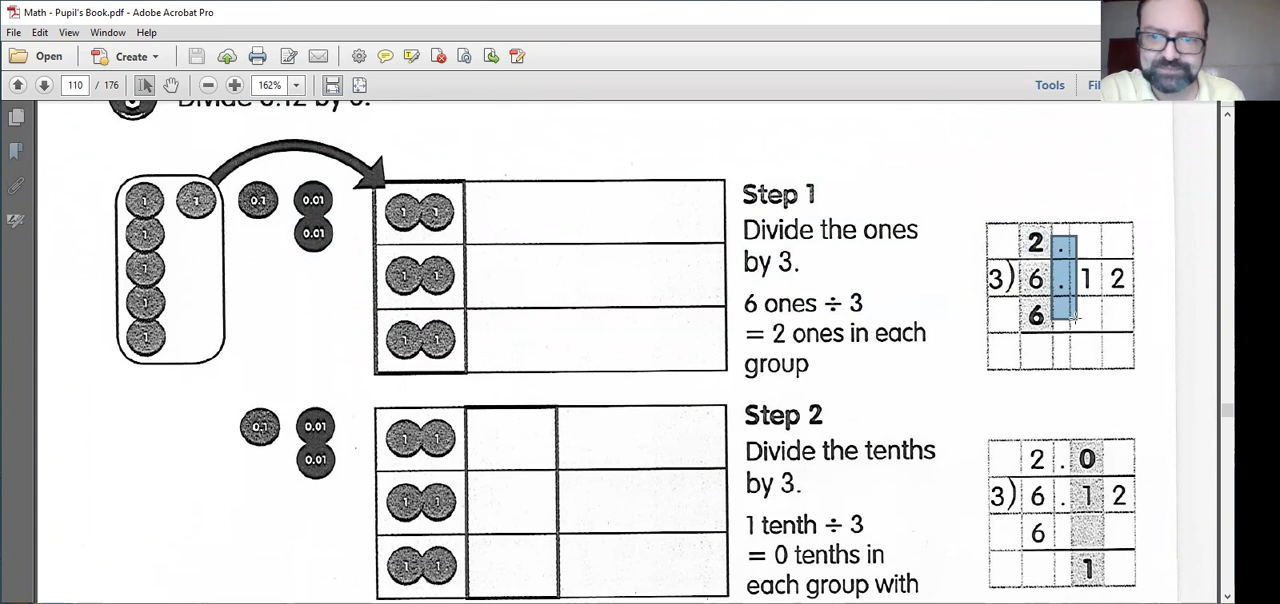 Math - Pupil's Book.pdf - Adobe Acrobat Pro
File Edit View Window Help
Open Create
110 / 176 162% Tools
Divide 6.12 by 3.
1 1 0.1 0.01
1 0.01
1
1
1
1 1
1 1
1 1
Step 1
Divide the ones
by 3.
6 ones ÷ 3
= 2 ones in each
group
2 .
3) 6 . 1 2
6
0.1 0.01
0.01
1 1
1 1
1 1
Step 2
Divide the tenths
by 3.
1 tenth ÷ 3
= 0 tenths in
each group with
2 . 0
3) 6 . 1 2
6
1